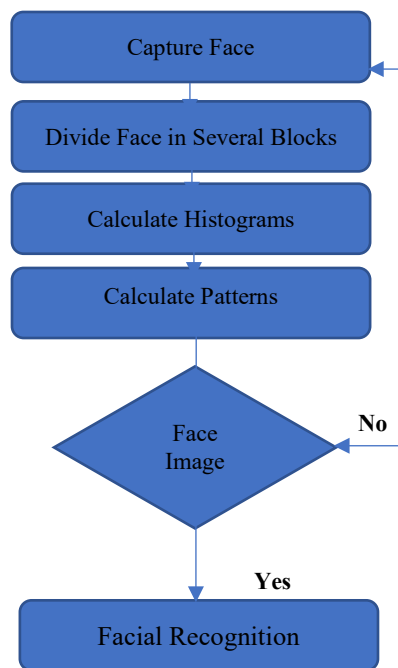 Capture Face
Divide Face in Several Blocks
Calculate Histograms
Calculate Patterns
Face
Image
No
Yes
Facial Recognition